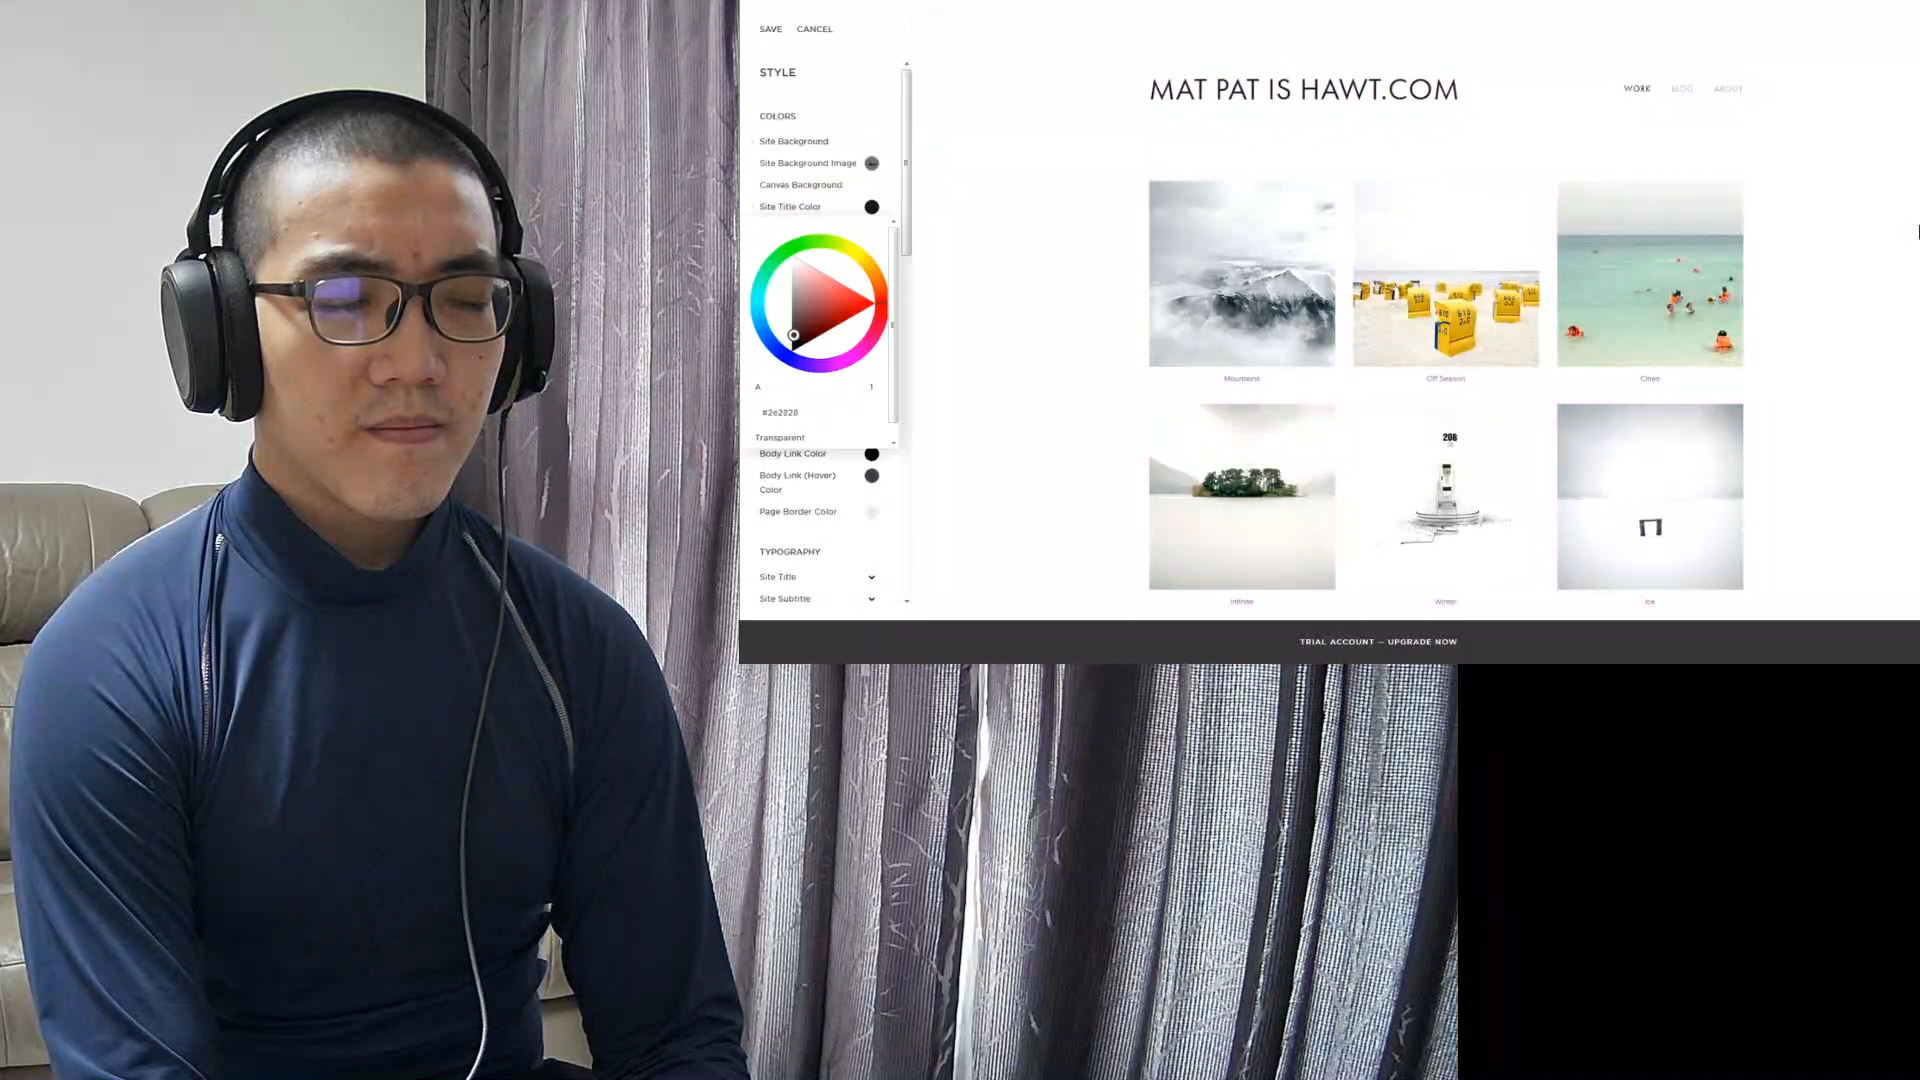 SAVE CANCEL
STYLE
COLORS
Site Background
Site Background Image
Canvas Background
Site Title Color
A 1
#2e2828
Transparent
Body Link Color
Body Link (Hover)
Color
Page Border Color
TYPOGRAPHY
Site Title
Site Subtitle
MAT PAT IS HAWT.COM
WORK BLOG ABOUT
Mountains Off Season Cities
208
Infinite Winter Ice
TRIAL ACCOUNT — UPGRADE NOW